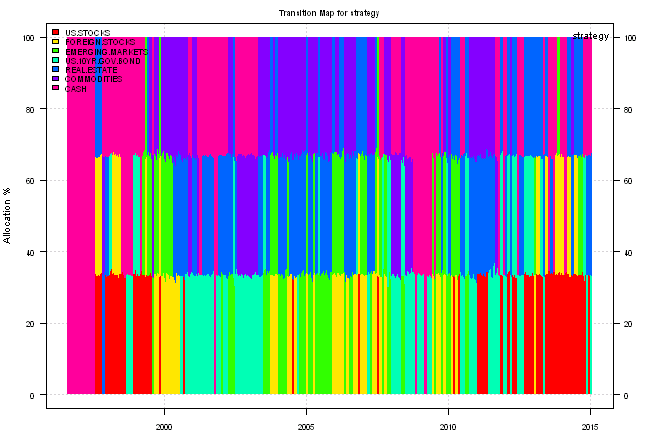 Transition Map for strategy
strategy
US.STOCKS
FOREIGN.STOCKS
EMERGING.MARKETS
US.10YR.GOV.BOND
REAL.ESTATE
COMMODITIES
CASH
Allocation %
100
80
60
40
20
0
100
80
60
40
20
0
2000
2005
2010
2015